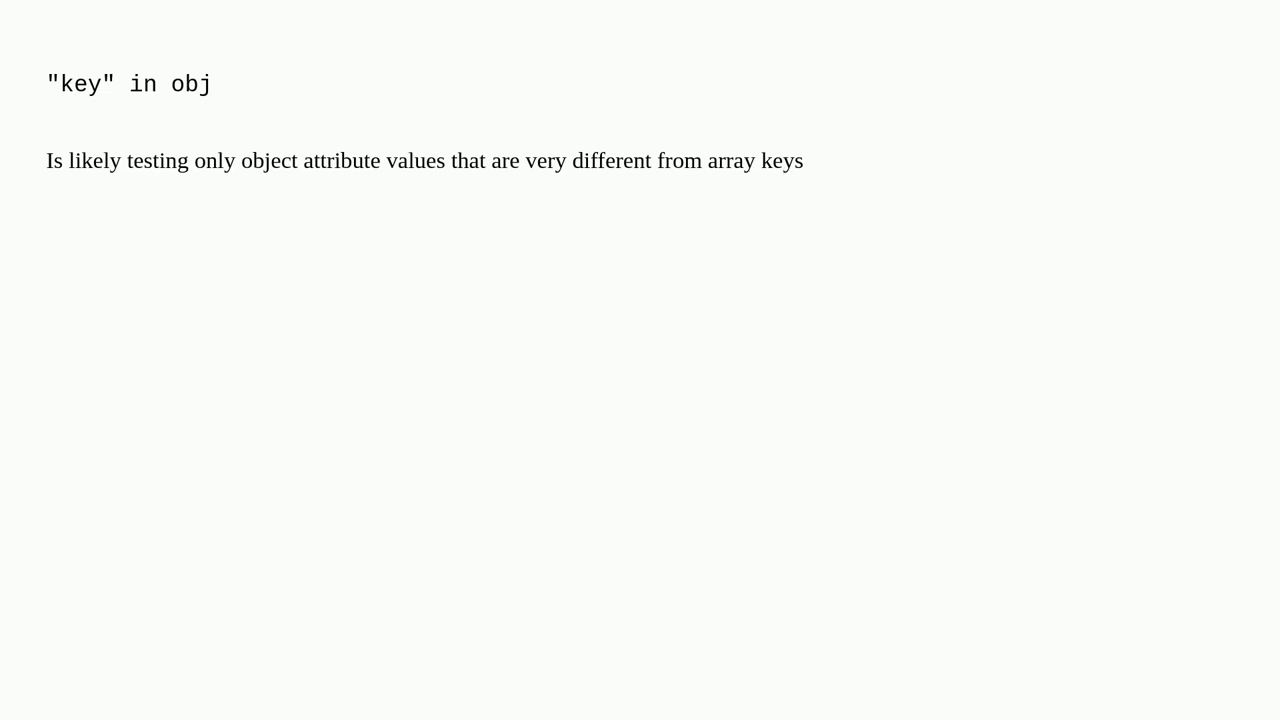 "key" in obj
Is likely testing only object attribute values that are very different from array keys